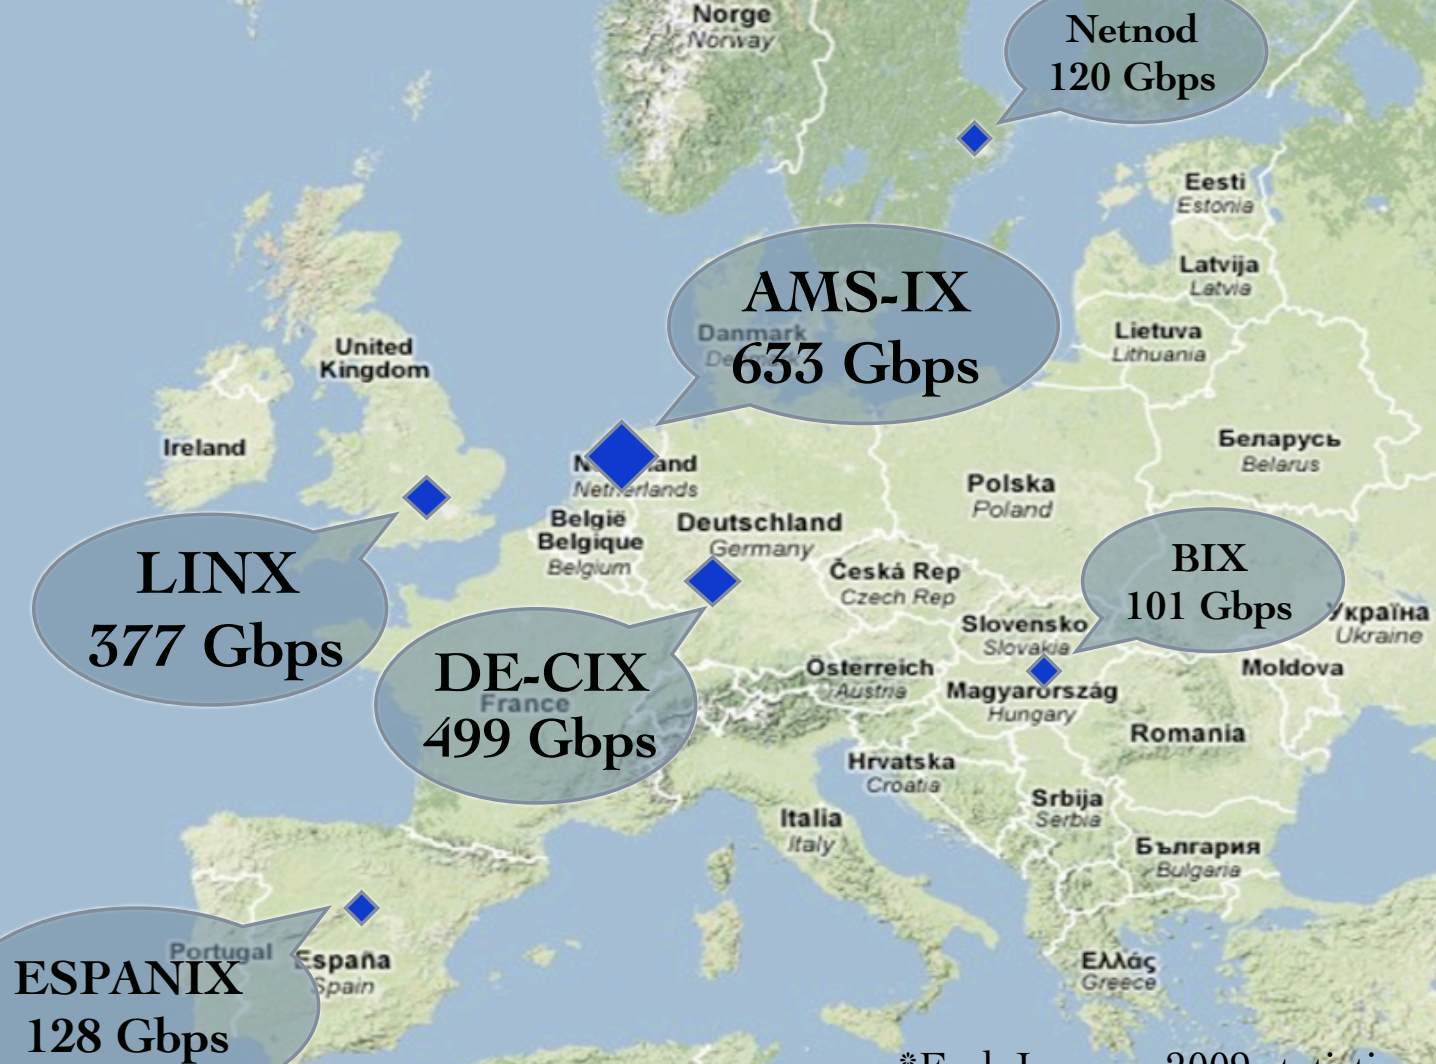 Norge
Norway
Netnod
120 Gbps
Eesti
Estonia
Latvija
Latvia
AMS-IX
633 Gbps
Danmark
Lietuva
Lithuania
United
Kingdom
Ireland
Беларусь
Belarus
Netherlands
Polska
Poland
België
Belgique
Belgium
Deutschland
Germany
LINX
377 Gbps
BIX
101 Gbps
Česká Rep
Czech Rep
Україна
Ukraine
Slovensko
Slovakia
DE-CIX
499 Gbps
France
Österreich
Austria
Moldova
Magyarország
Hungary
Romania
Hrvatska
Croatia
Srbija
Serbia
Italia
Italy
България
Bulgaria
Portugal
España
Spain
ESPANIX
128 Gbps
Ελλάς
Greece